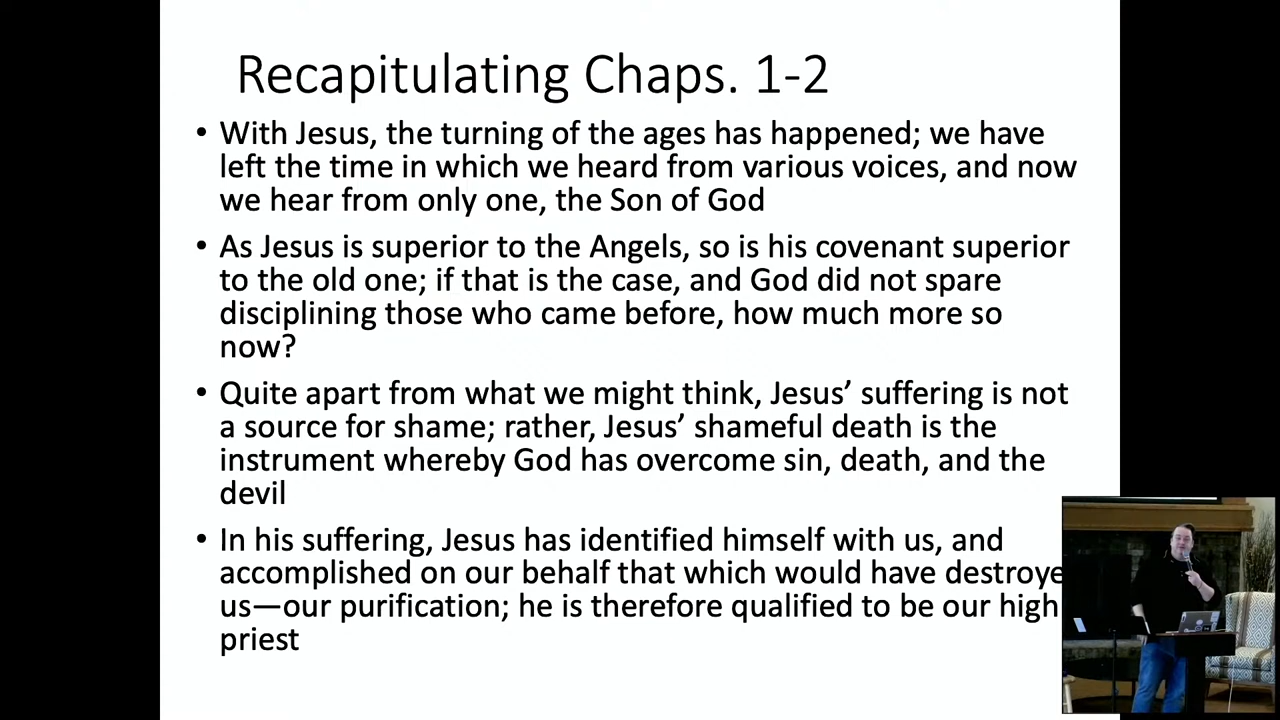 Recapitulating Chaps. 1-2
• With Jesus, the turning of the ages has happened; we have
left the time in which we heard from various voices, and now
we hear from only one, the Son of God
• As Jesus is superior to the Angels, so is his covenant superior
to the old one; if that is the case, and God did not spare
disciplining those who came before, how much more so
now?
• Quite apart from what we might think, Jesus’ suffering is not
a source for shame; rather, Jesus’ shameful death is the
instrument whereby God has overcome sin, death, and the
devil
• In his suffering, Jesus has identified himself with us, and
accomplished on our behalf that which would have destroye
us—our purification; he is therefore qualified to be our high
priest